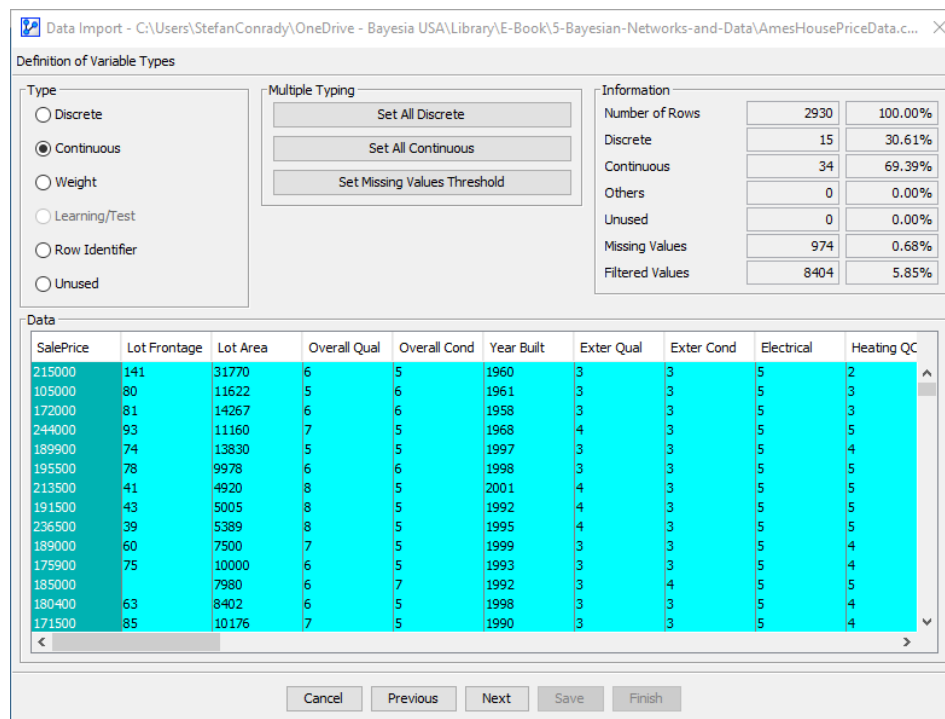 Data Import - C:\Users\StefanConrady\OneDrive - Bayesia USA\Library\E-Book\5-Bayesian-Networks-and-Data\AmesHousePriceData.c...
Definition of Variable Types
Type
Discrete
Continuous
Weight
Learning/Test
Row Identifier
Unused
Multiple Typing
Set All Discrete
Set All Continuous
Set Missing Values Threshold
Information
Number of Rows 2930 100.00%
Discrete 15 30.61%
Continuous 34 69.39%
Others 0 0.00%
Unused 0 0.00%
Missing Values 974 0.68%
Filtered Values 8404 5.85%
Data
SalePrice Lot Frontage Lot Area Overall Qual Overall Cond Year Built Exter Qual Exter Cond Electrical Heating QC
215000 141 31770 6 5 1960 3 3 5 2
105000 80 11622 5 6 1961 3 3 5 3
172000 81 14267 6 6 1958 3 3 5 3
244000 93 11160 7 5 1968 4 3 5 5
189900 74 13830 5 5 1997 3 3 5 4
195500 78 9978 6 6 1998 3 3 5 5
213500 41 4920 8 5 2001 4 3 5 5
191500 43 5005 8 5 1992 4 3 5 5
236500 39 5389 8 5 1995 4 3 5 5
189000 60 7500 7 5 1999 3 3 5 4
175900 75 10000 6 5 1993 3 3 5 4
185000 7980 6 7 1992 3 4 5 5
180400 63 8402 6 5 1998 3 3 5 4
171500 85 10176 7 5 1990 3 3 5 4
Cancel Previous Next Save Finish